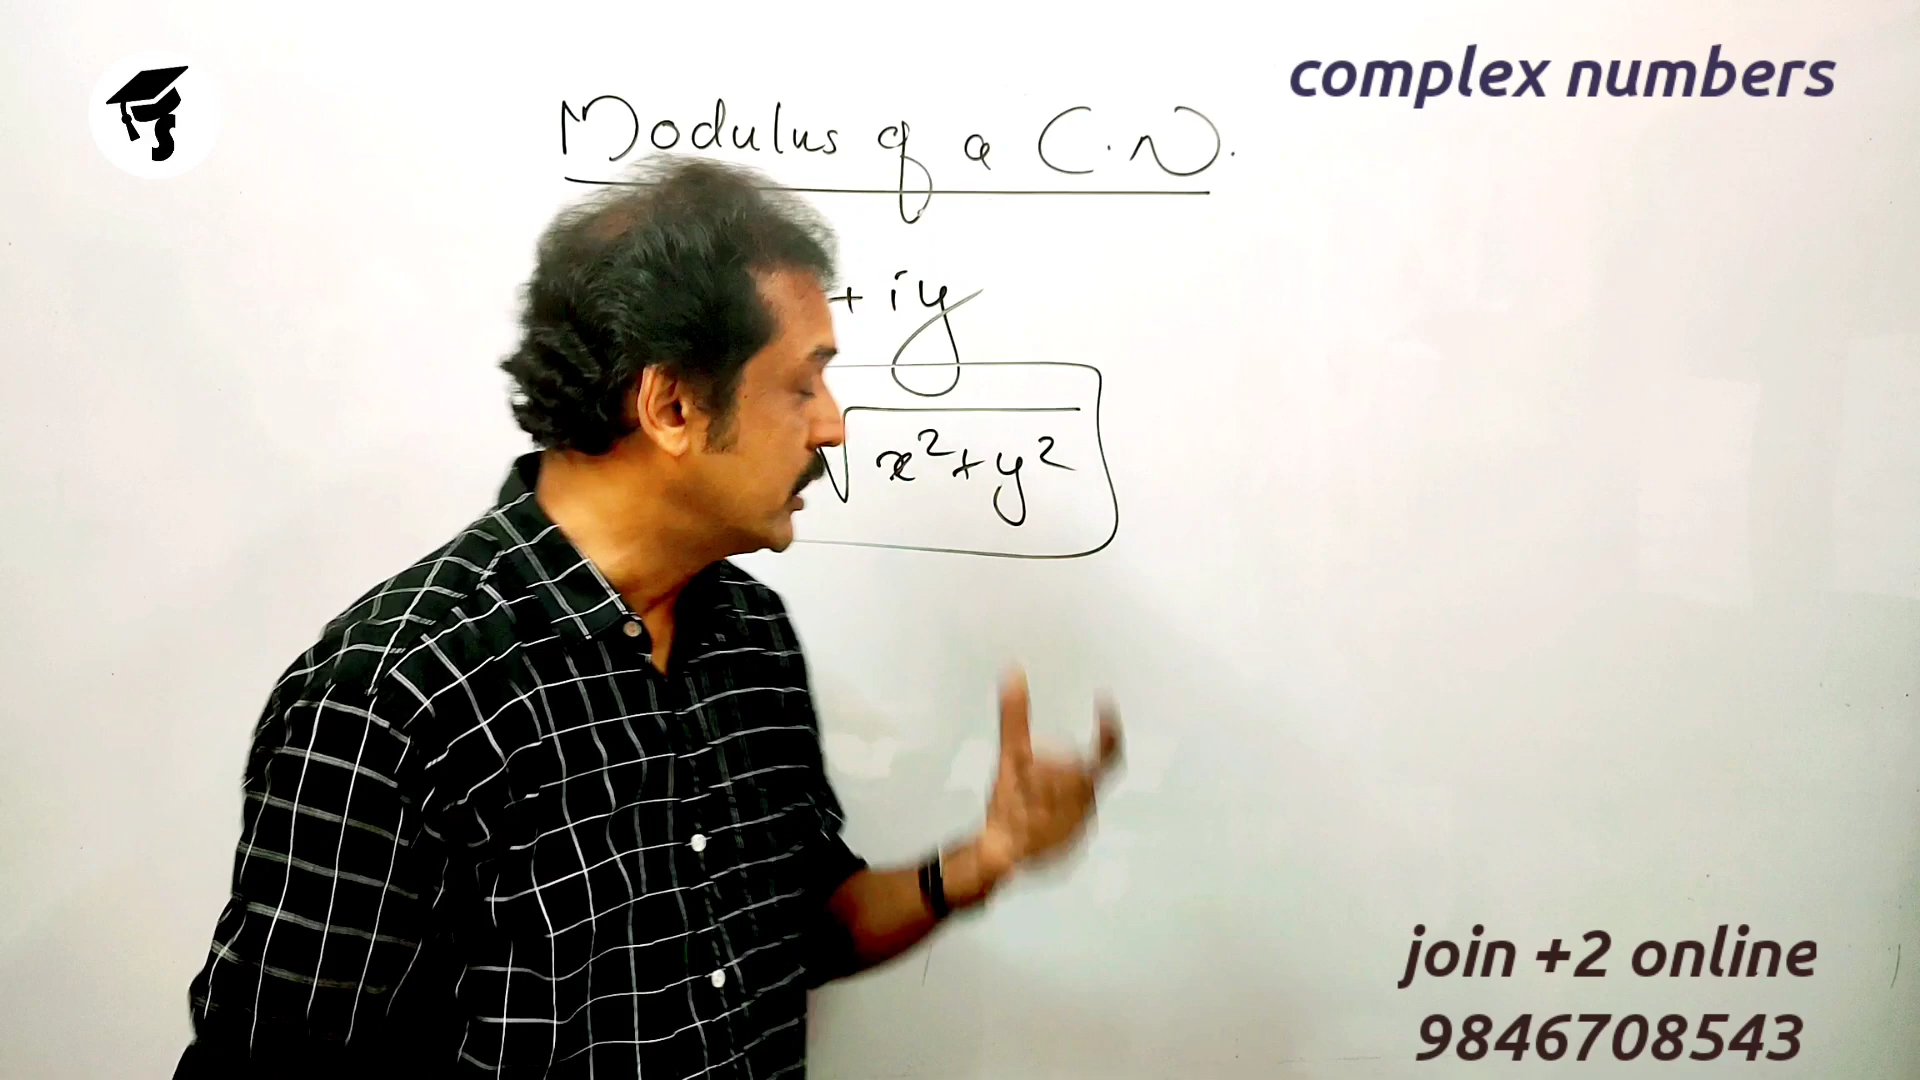 complex numbers
Modulus of a C.N.
+ iy
√x²+y²
join +2 online
9846708543